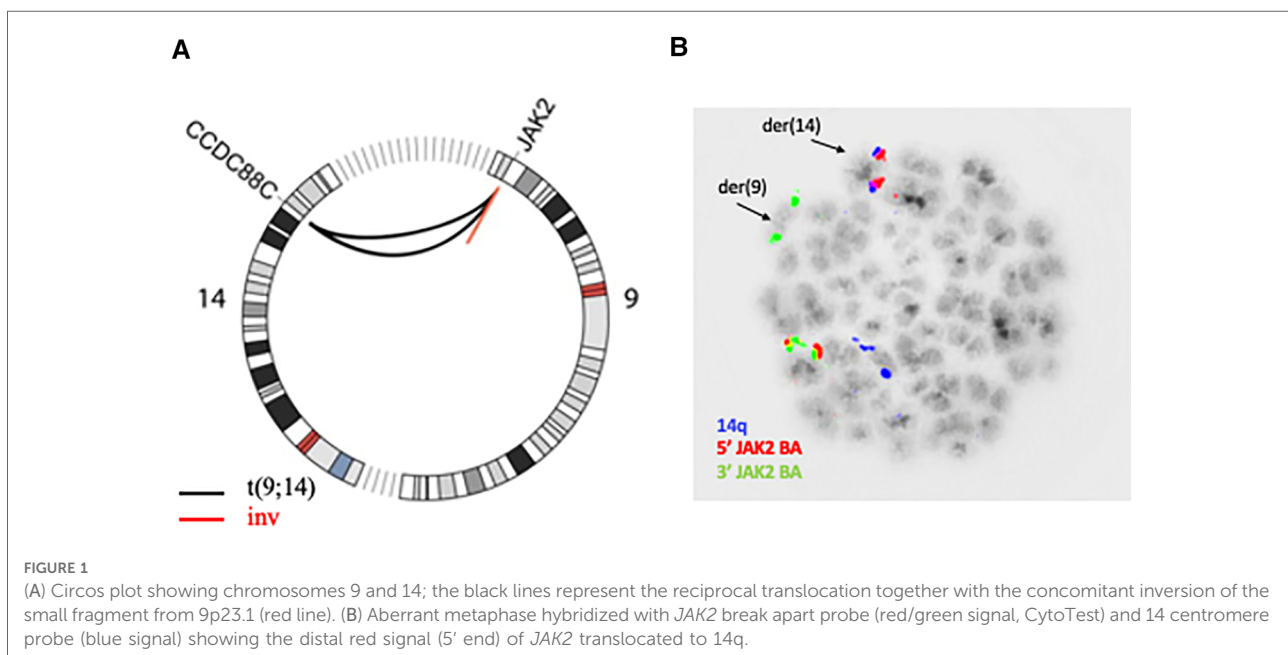 A
B
CCDC88C
JAK2
14
9
t(9;14)
inv
der(14)
der(9)
14q
5' JAK2 BA
3' JAK2 BA
FIGURE 1
(A) Circos plot showing chromosomes 9 and 14; the black lines represent the reciprocal translocation together with the concomitant inversion of the
small fragment from 9p23.1 (red line). (B) Aberrant metaphase hybridized with JAK2 break apart probe (red/green signal, CytoTest) and 14 centromere
probe (blue signal) showing the distal red signal (5' end) of JAK2 translocated to 14q.